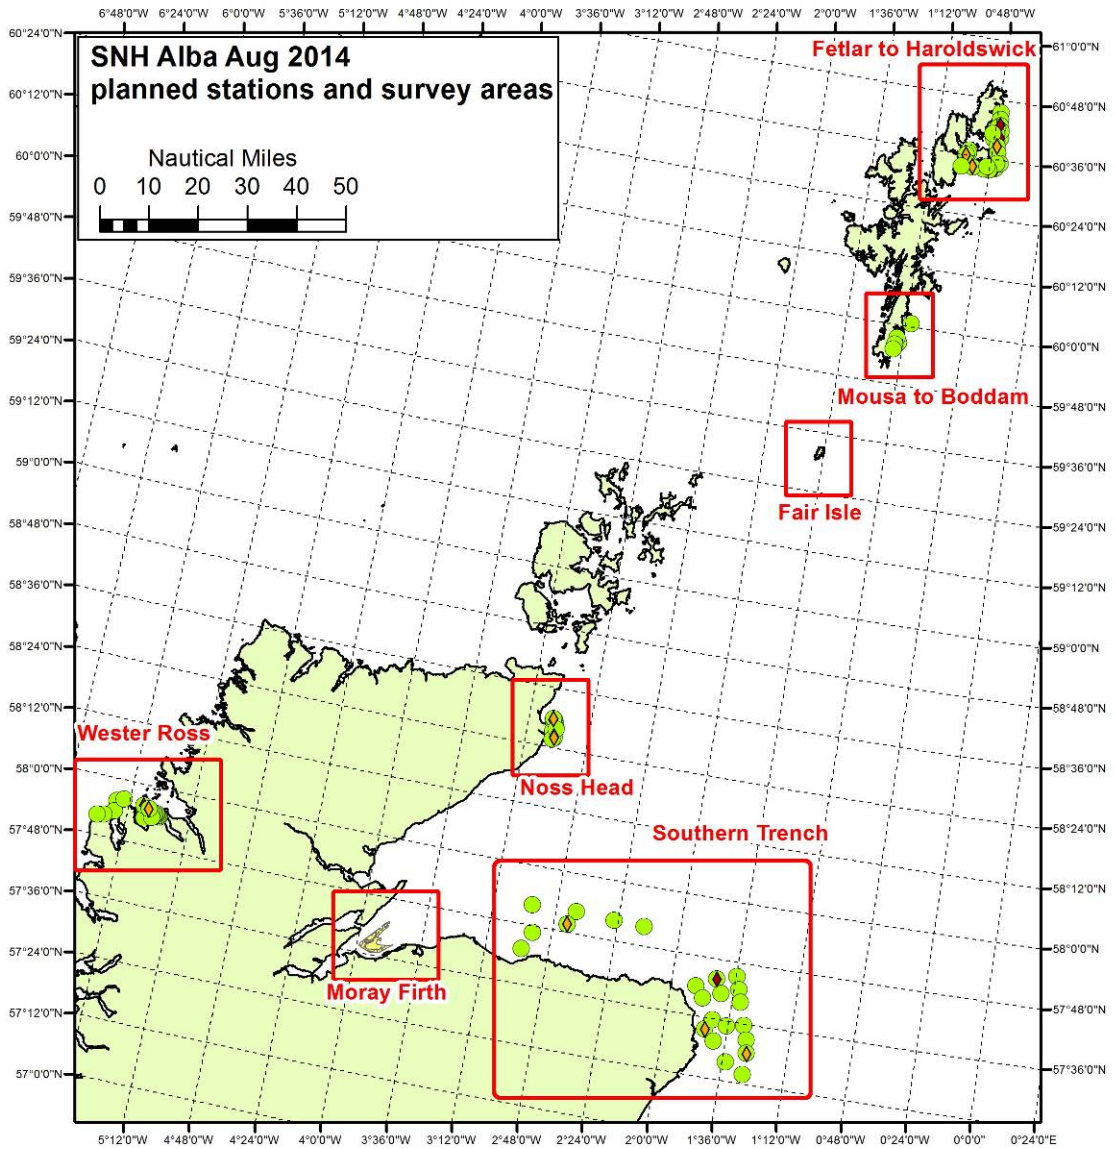 6°48'0"W 6°24'0"W 6°0'0"W 5°36'0"W 5°12'0"W 4°48'0"W 4°24'0"W 4°0'0"W 3°36'0"W 3°12'0"W 2°48'0"W 2°24'0"W 2°0'0"W 1°36'0"W 1°12'0"W 0°48'0"W
SNH Alba Aug 2014
planned stations and survey areas
Nautical Miles
0 10 20 30 40 50
60°24'0"N
60°12'0"N
60°0'0"N
59°48'0"N
59°36'0"N
59°24'0"N
59°12'0"N
59°0'0"N
58°48'0"N
58°36'0"N
58°24'0"N
58°12'0"N
58°0'0"N
57°48'0"N
57°36'0"N
57°24'0"N
57°12'0"N
57°0'0"N
Fetlar to Haroldswick
Mousa to Boddam
Fair Isle
Wester Ross
Noss Head
Southern Trench
Moray Firth
61°0'0"N
60°48'0"N
60°36'0"N
60°24'0"N
60°12'0"N
60°0'0"N
59°48'0"N
59°36'0"N
59°24'0"N
59°12'0"N
59°0'0"N
58°48'0"N
58°36'0"N
58°24'0"N
58°12'0"N
58°0'0"N
57°48'0"N
57°36'0"N
5°12'0"W 4°48'0"W 4°24'0"W 4°0'0"W 3°36'0"W 3°12'0"W 2°48'0"W 2°24'0"W 2°0'0"W 1°36'0"W 1°12'0"W 0°48'0"W 0°24'0"W 0°0'0" 0°24'0"E